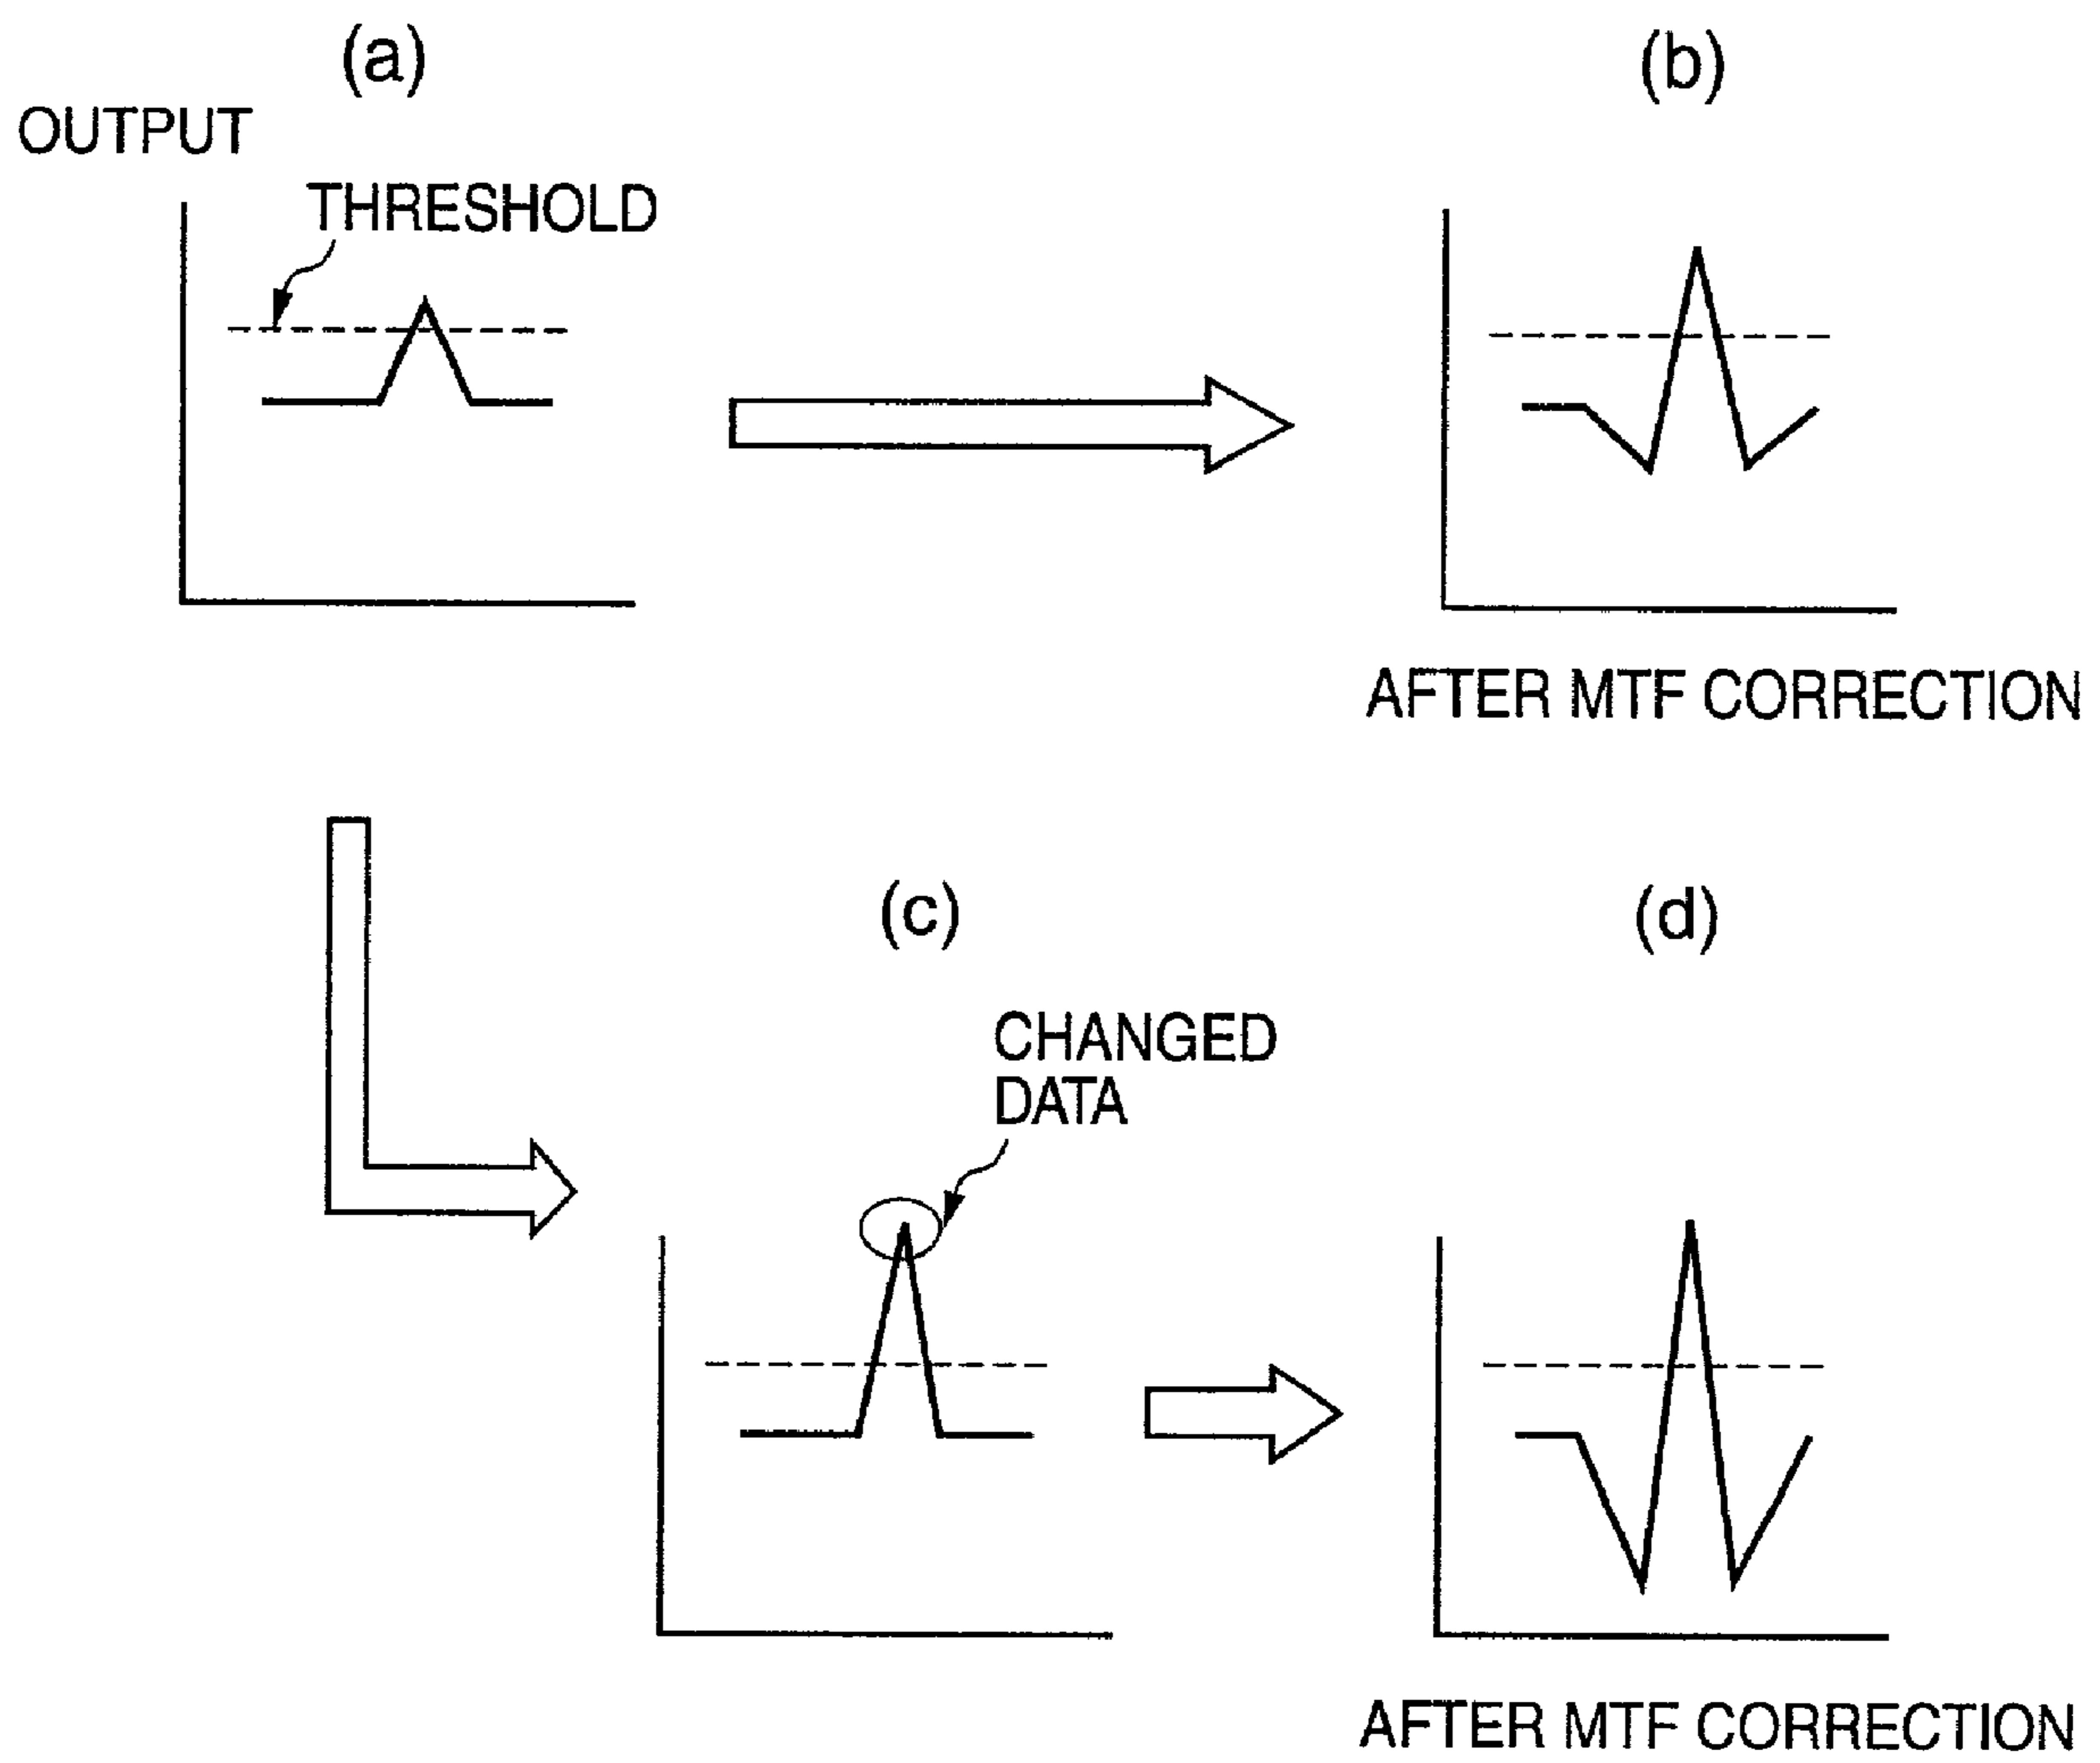 (a)
(b)
OUTPUT
THRESHOLD
AFTER MTF CORRECTION
(c)
(d)
CHANGED
DATA
AFTER MTF CORRECTION